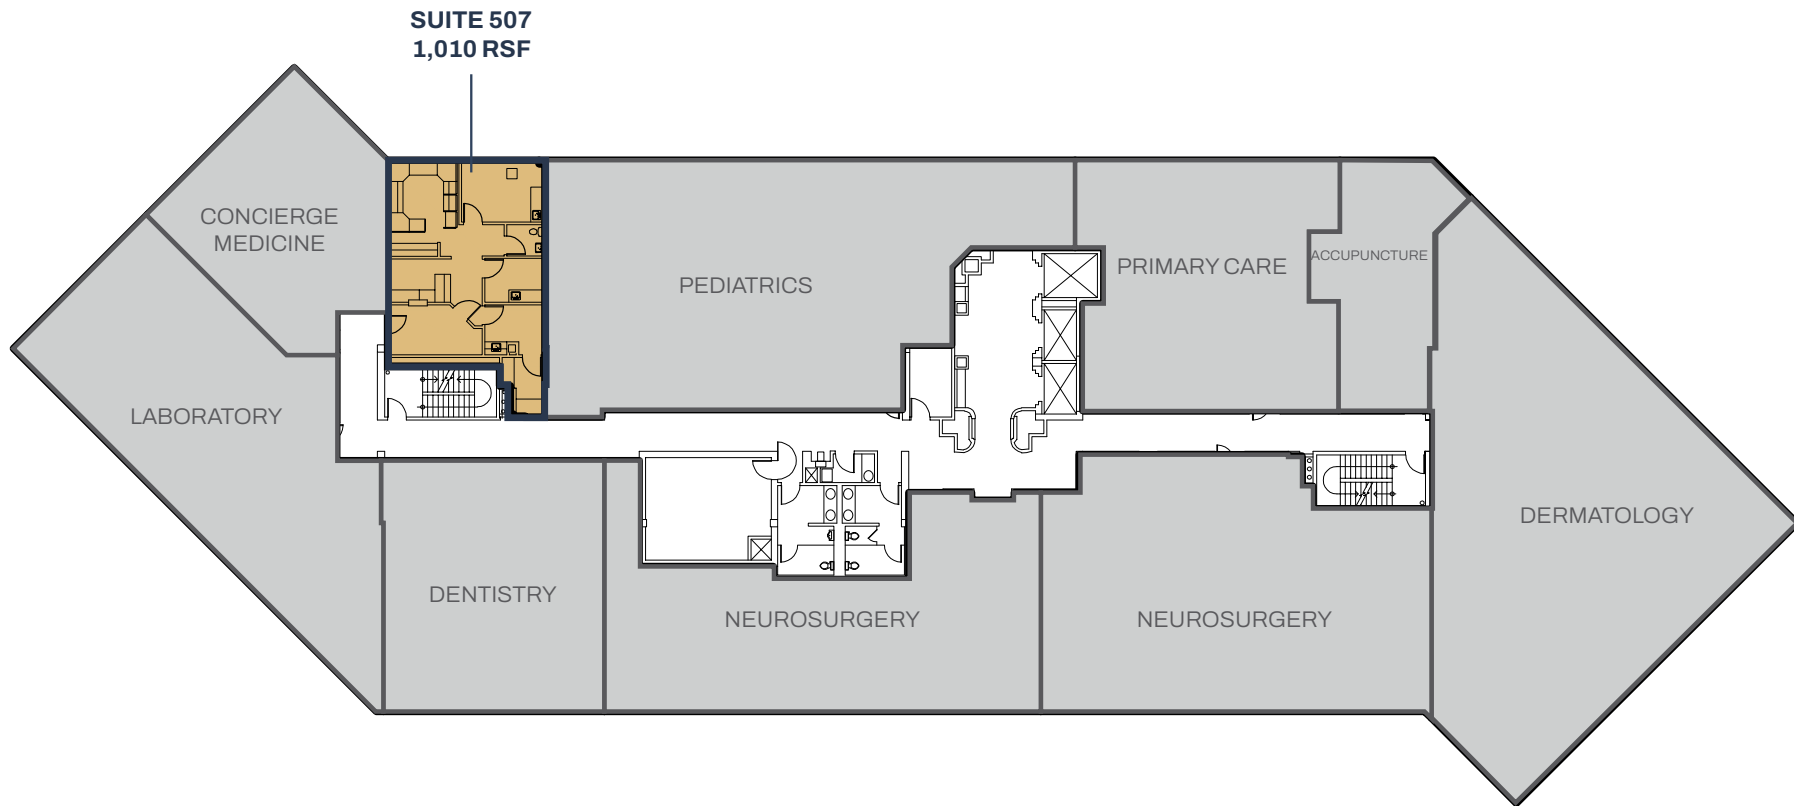 SUITE 507
1,010 RSF
CONCIERGE
MEDICINE
PEDIATRICS
PRIMARY CARE
ACCUPUNCTURE
LABORATORY
DERMATOLOGY
DENTISTRY
NEUROSURGERY
NEUROSURGERY